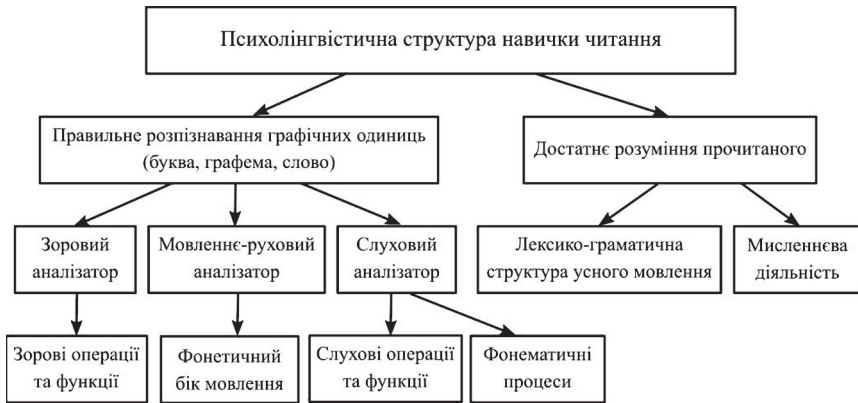 Психолінгвістична структура навички читання
Правильне розпізнавання графічних одиниць
(буква, графема, слово)
Достатнє розуміння прочитаного
Зоровий
аналізатор
Мовленнє-руховий
аналізатор
Слуховий
аналізатор
Лексико-граматична
структура усного мовлення
Мисленнєва
діяльність
Зорові операції
та функції
Фонетичний
бік мовлення
Слухові операції
та функції
Фонематичні
процеси